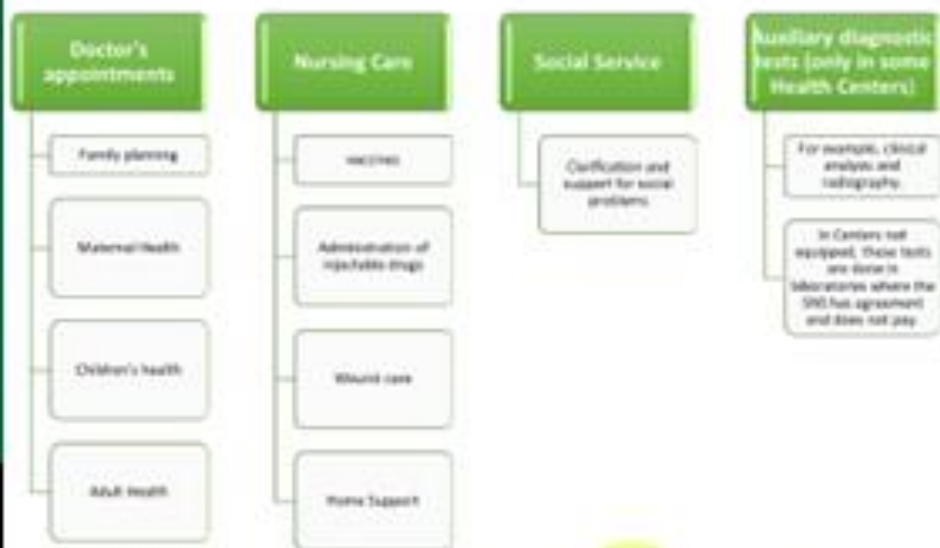 Doctor's
appointments
Family planning
Maternal Health
Children's health
Adult Health
Nursing Care
vaccines
Administration of
injectable drugs
Wound care
Home Support
Social Service
Clarification and
support for social
problems
Auxiliary diagnostic
tests (only in some
Health Centers)
For example, clinical
analysis and
radiography.
In Centers not
equipped, these tests
are done in
laboratories where the
SNS has agreement
and does not pay.